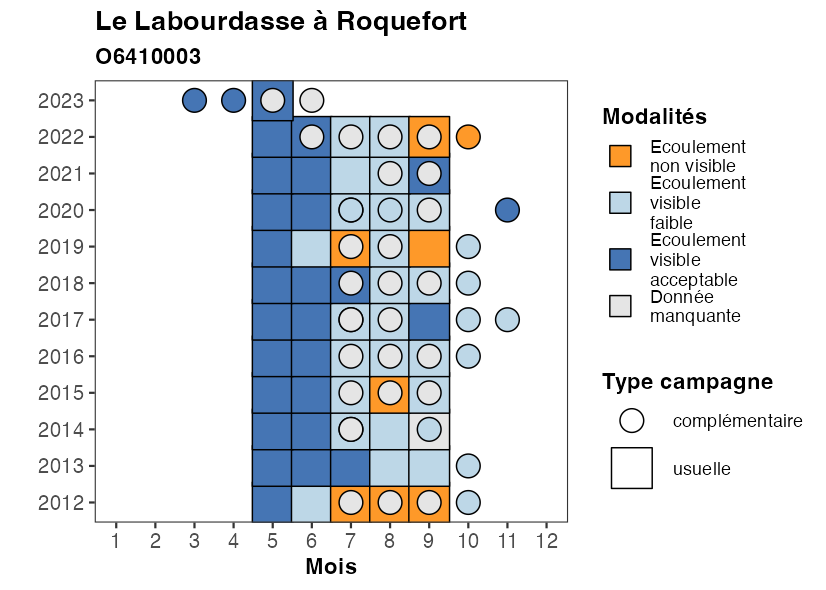 Le Labourdasse à Roquefort
O6410003
2023
2022
2021
2020
2019
2018
2017
2016
2015
2014
2013
2012
1 2 3 4 5 6 7 8 9 10 11 12
Mois
Modalités
Ecoulement
non visible
Ecoulement
visible
faible
Ecoulement
visible
acceptable
Donnée
manquante
Type campagne
complémentaire
usuelle